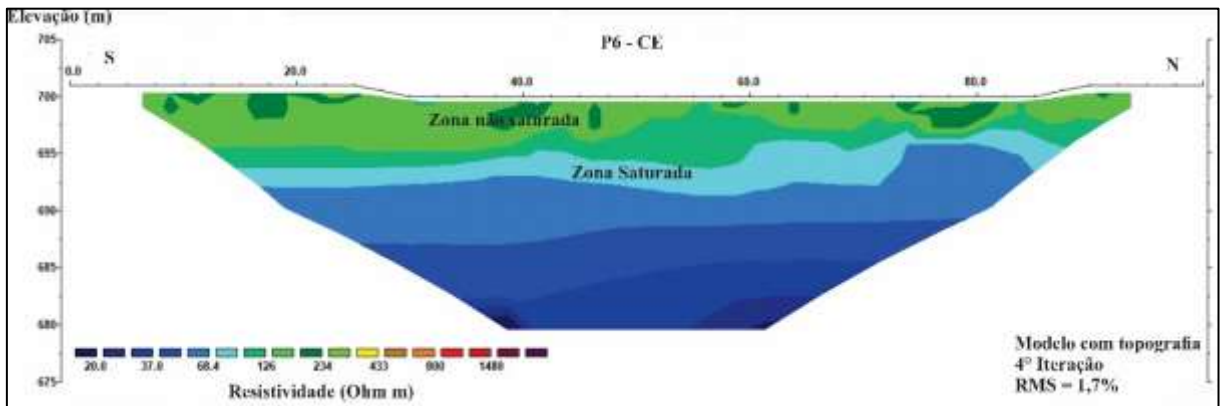 Elevação (m)
705
P6 - CE
S
N
0.0 20.0 40.0 60.0 80.0
700
Zona não saturada
695
Zona Saturada
690
685
680
20.0 37.0 68.4 126 234 433 800 1480
675
Resistividade (Ohm m)
Modelo com topografia
4° Iteração
RMS = 1,7%